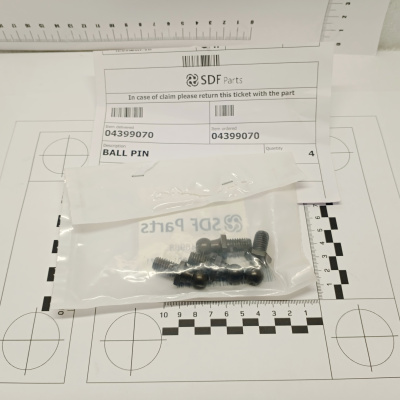 SDF Parts
In case of claim please return this ticket with the part
04399070
04399070
BALL PIN
Quantity
4
SDF Parts
10 9 8 7 6 5 4 3 2 1